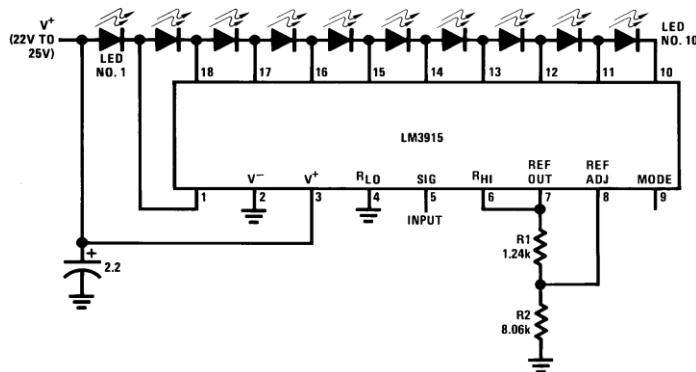 V+
(22V TO
25V)
LED
NO. 1
LED
NO. 10
18
17
16
15
14
13
12
11
10
LM3915
V−
V+
RLO
SIG
RHI
REF
OUT
REF
ADJ
MODE
1
2
3
4
5
6
7
8
9
INPUT
+
2.2
R1
1.24k
R2
8.06k